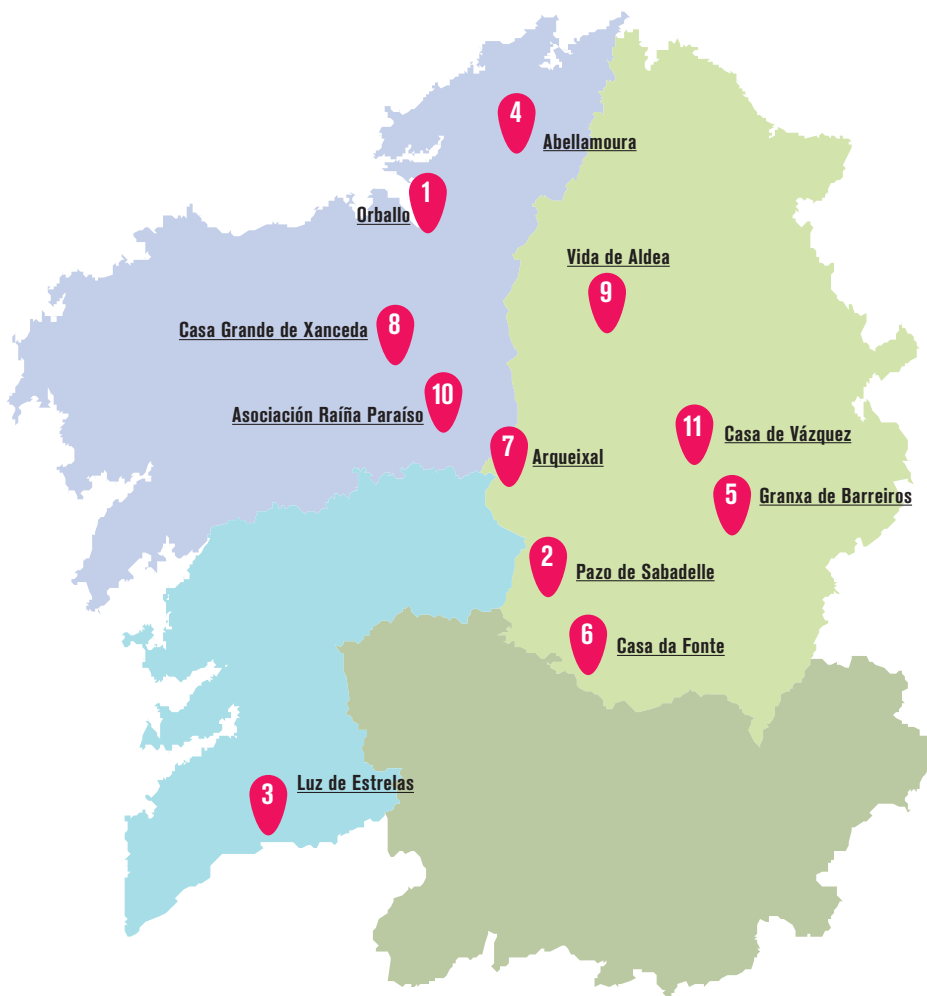 4
Abellamoura
1
Orballo
Vida de Aldea
9
8
Casa Grande de Xanceda
10
Asociación Raíña Paraíso
11
Casa de Vázquez
7
Arqueixal
5
Granxa de Barreiros
2
Pazo de Sabadelle
6
Casa da Fonte
3
Luz de Estrelas